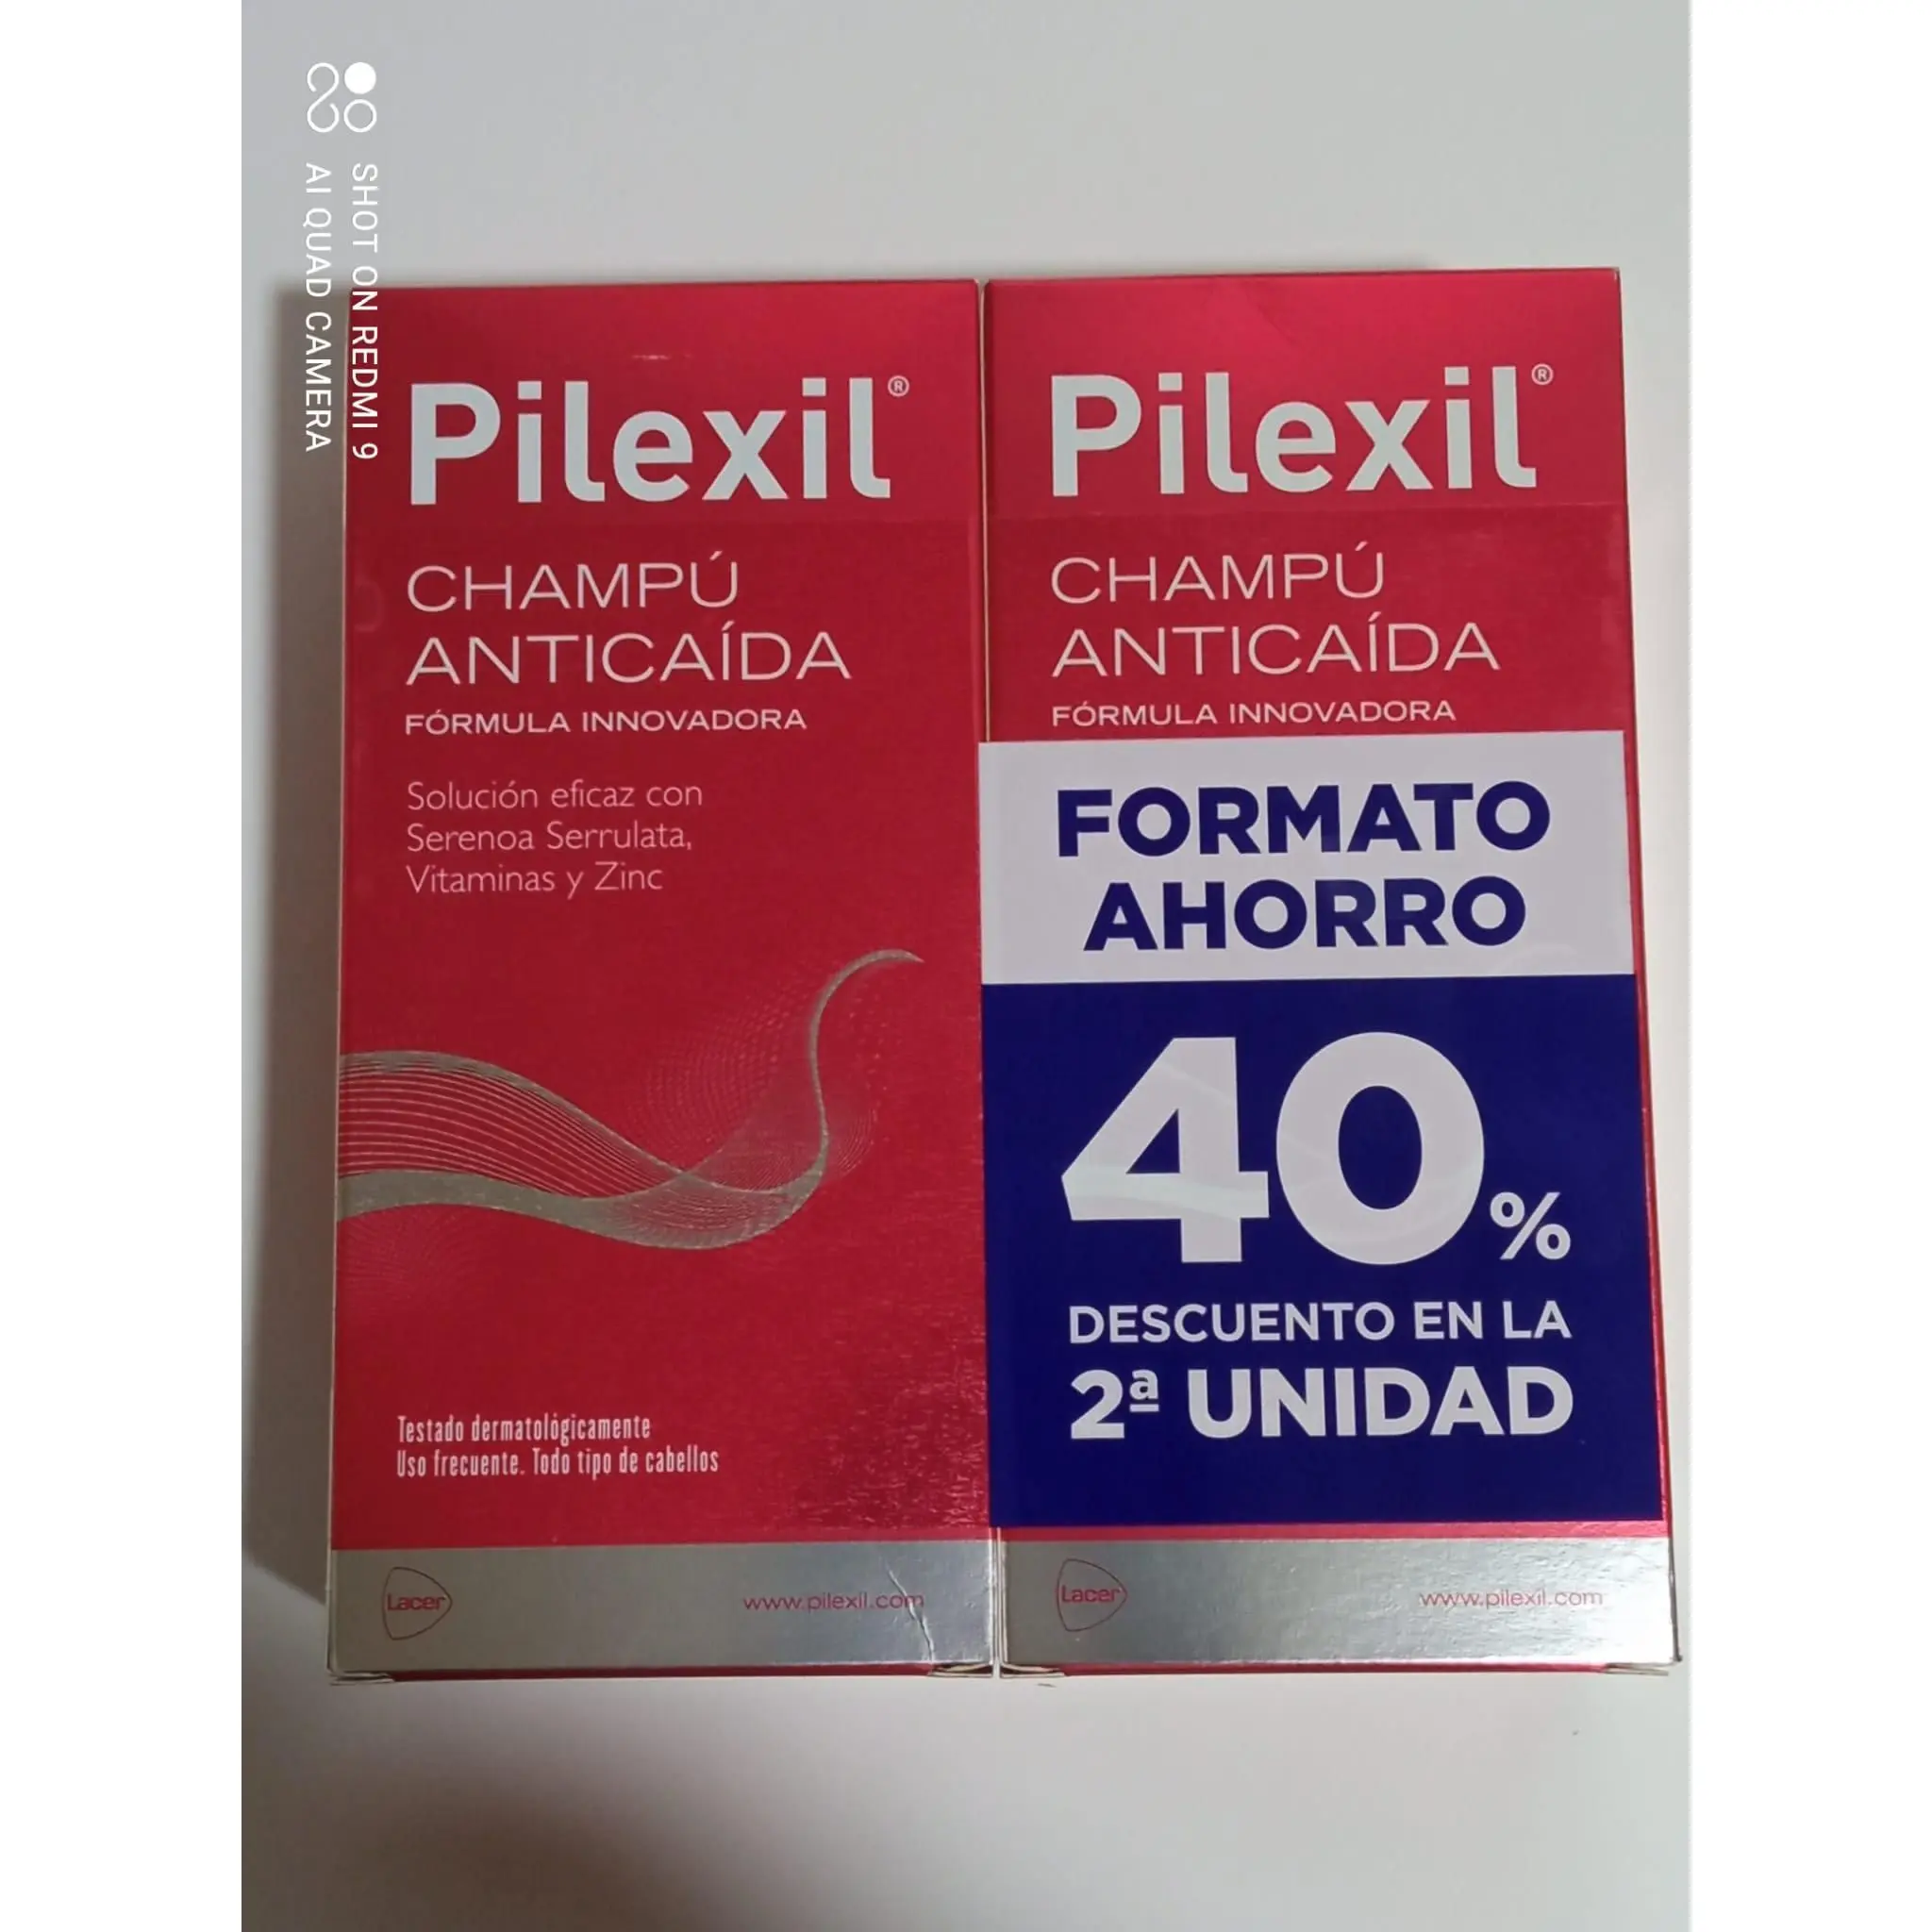 SHOT ON REDMI 9
AI QUAD CAMERA
Pilexil®
CHAMPÚ
ANTICAÍDA
FÓRMULA INNOVADORA
Solución eficaz con
Serenoa Serrulata,
Vitaminas y Zinc
Testado dermatológicamente
Uso frecuente. Todo tipo de cabellos
Lacer
www.pilexil.com
Pilexil®
CHAMPÚ
ANTICAÍDA
FÓRMULA INNOVADORA
FORMATO
AHORRO
40%
DESCUENTO EN LA
2ª UNIDAD
Lacer
www.pilexil.com